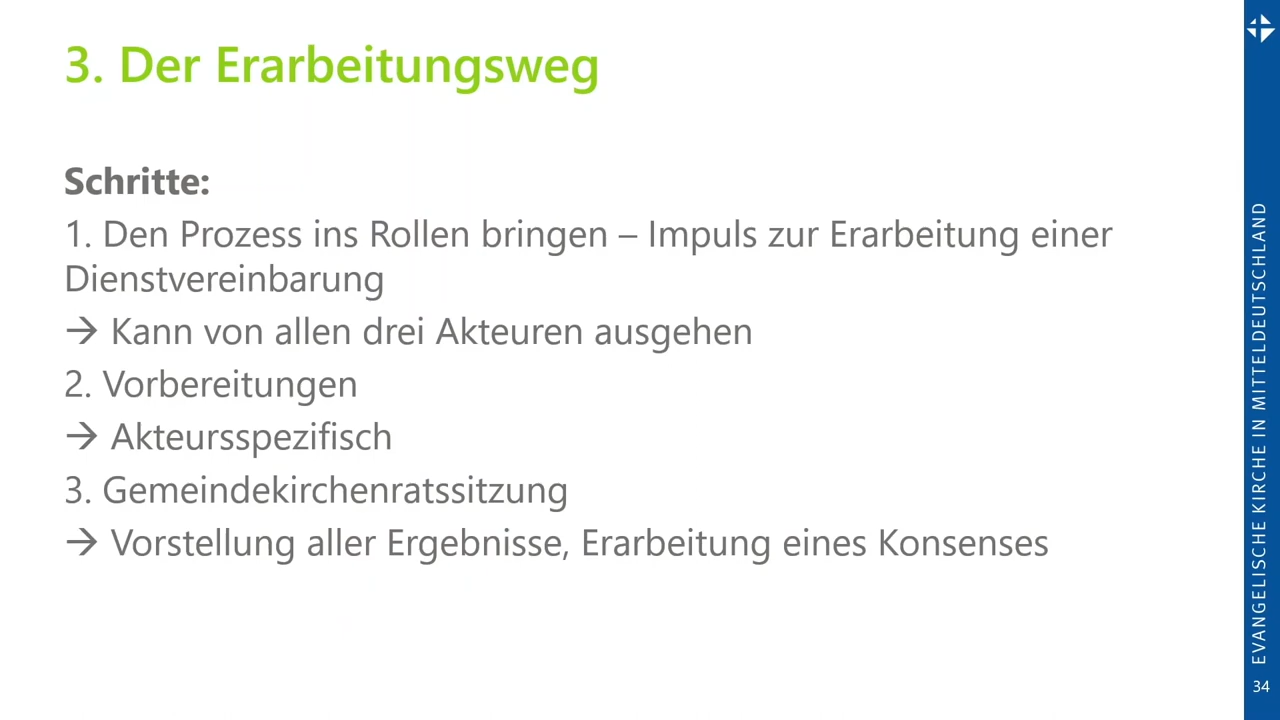 3. Der Erarbeitungsweg
Schritte:
1. Den Prozess ins Rollen bringen – Impuls zur Erarbeitung einer
Dienstvereinbarung
→ Kann von allen drei Akteuren ausgehen
2. Vorbereitungen
→ Akteursspezifisch
3. Gemeindekirchenratssitzung
→ Vorstellung aller Ergebnisse, Erarbeitung eines Konsenses
EVANGELISCHE KIRCHE IN MITTELDEUTSCHLAND
34